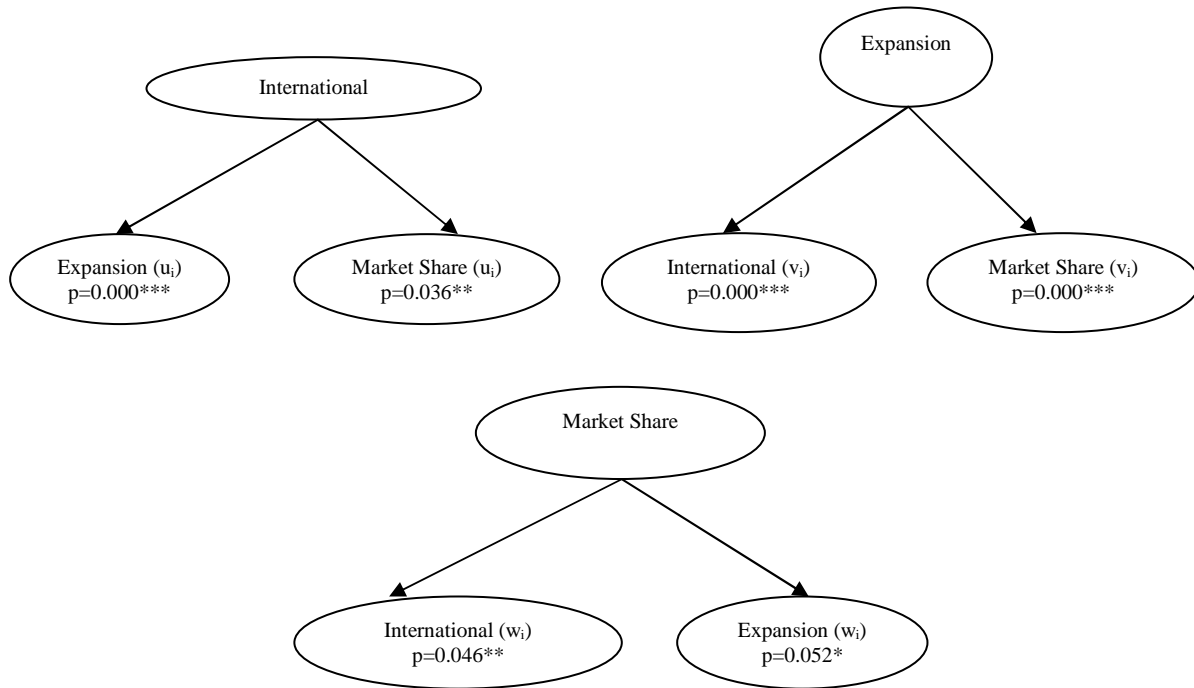 International
Expansion
Expansion (uᵢ)
p=0.000***
Market Share (uᵢ)
p=0.036**
International (vᵢ)
p=0.000***
Market Share (vᵢ)
p=0.000***
Market Share
International (wᵢ)
p=0.046**
Expansion (wᵢ)
p=0.052*